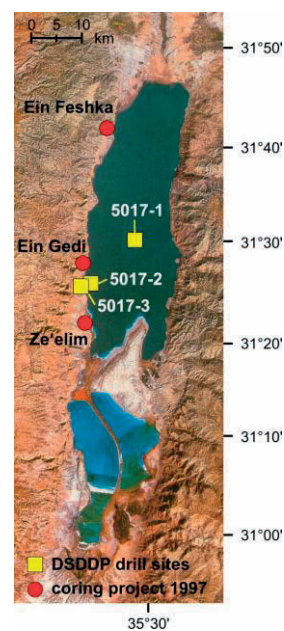 0 5 10
km
31°50'
Ein Feshka
31°40'
5017-1
31°30'
Ein Gedi
5017-2
5017-3
Ze'elim
31°20'
31°10'
31°00'
DSDDP drill sites
coring project 1997
35°30'